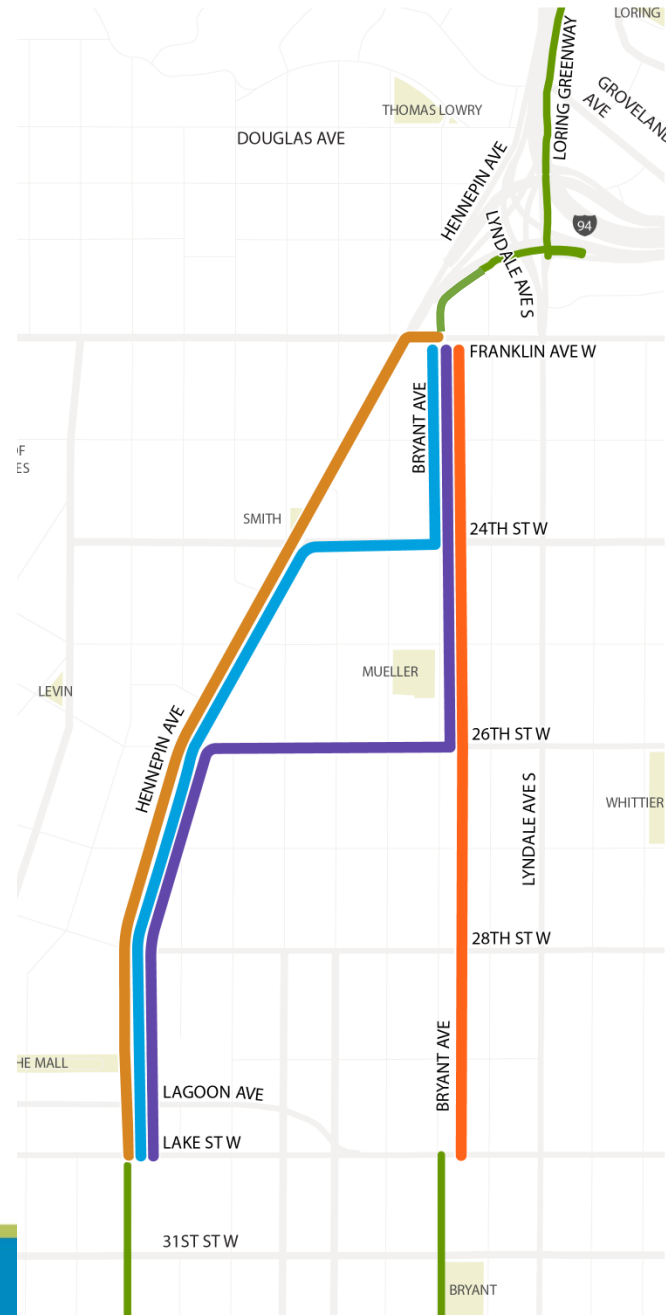 LORING
LORING GREENWAY
GROVELAND
AVE
THOMAS LOWRY
DOUGLAS AVE
HENNEPIN AVE
LYNDALE AVE S
94
FRANKLIN AVE W
BRYANT AVE
OF
ES
SMITH
24TH ST W
MUELLER
LEVIN
HENNEPIN AVE
26TH ST W
LYNDALE AVE S
WHITTIER
28TH ST W
BRYANT AVE
HE MALL
LAGOON AVE
LAKE ST W
31ST ST W
BRYANT